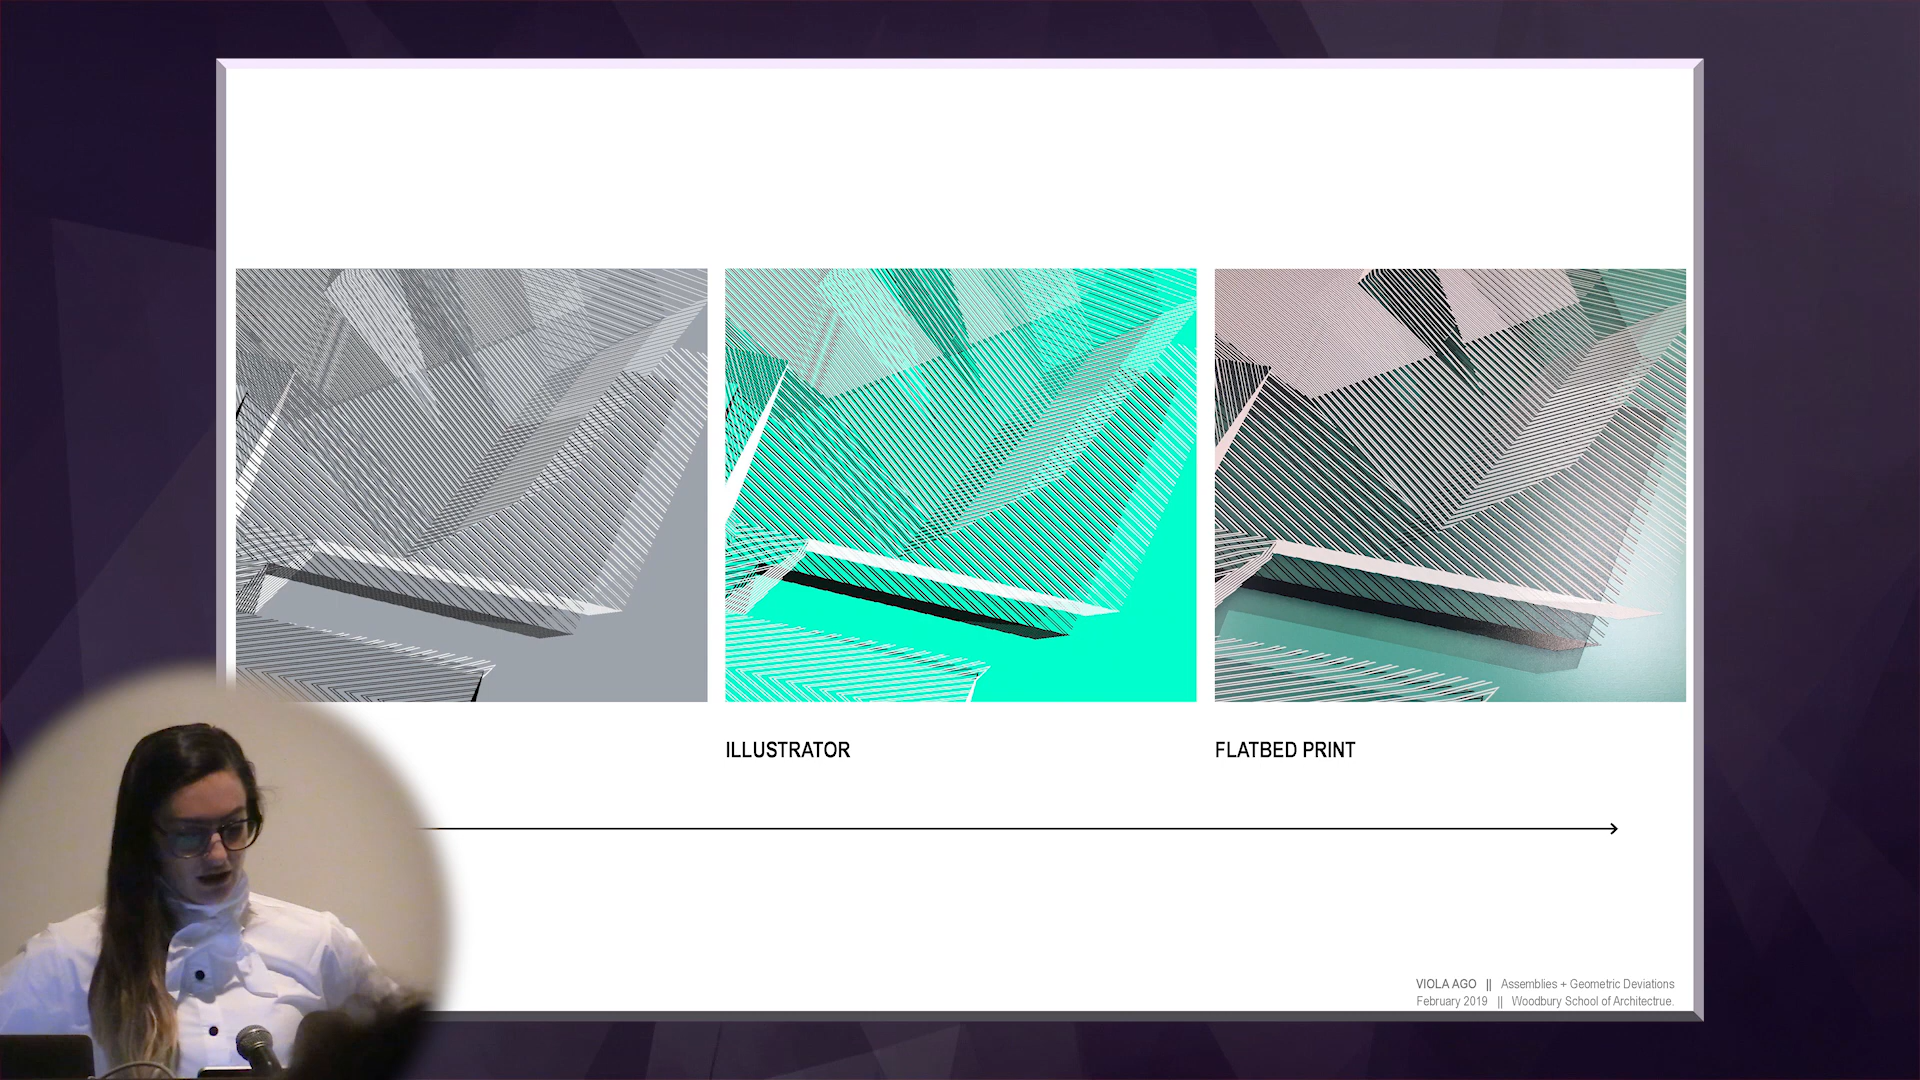 ILLUSTRATOR
FLATBED PRINT
VIOLA AGO || Assemblies + Geometric Deviations
February 2019 || Woodbury School of Architectrue.